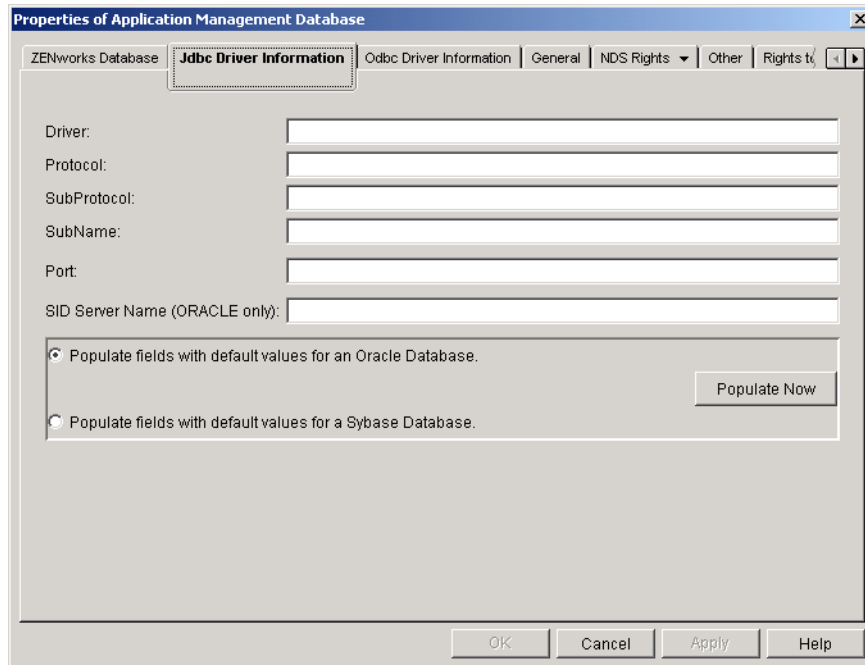 Properties of Application Management Database
ZENworks Database
Jdbc Driver Information
Odbc Driver Information
General
NDS Rights
Other
Rights to
Driver:
Protocol:
SubProtocol:
SubName:
Port:
SID Server Name (ORACLE only):
Populate fields with default values for an Oracle Database.
Populate Now
Populate fields with default values for a Sybase Database.
OK
Cancel
Apply
Help